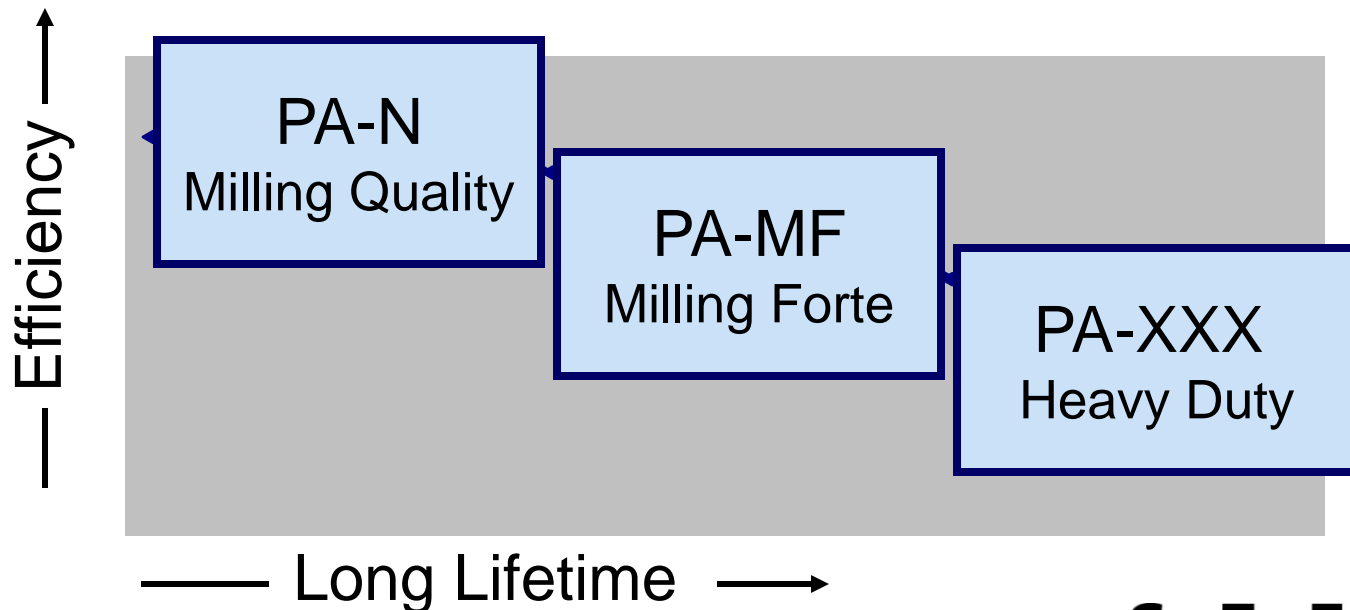 Efficiency
PA-N
Milling Quality
PA-MF
Milling Forte
PA-XXX
Heavy Duty
Long Lifetime